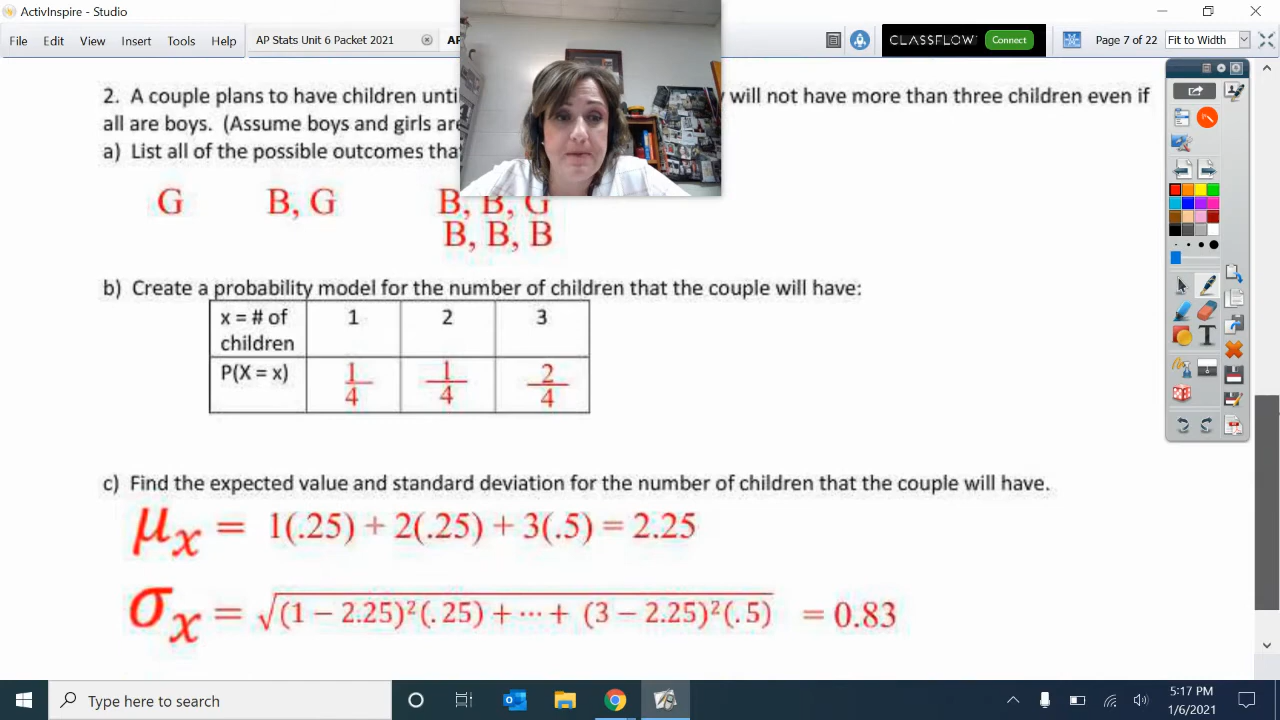 ActivInspire - Studio
File Edit View Insert Tools Help AP Stats Unit 6 Packet 2021 AP CLASSFLOW Connect Page 7 of 22 Fit to Width
2. A couple plans to have children unti will not have more than three children even if
all are boys. (Assume boys and girls are
a) List all of the possible outcomes tha
G B, G B, B, G
B, B, B
b) Create a probability model for the number of children that the couple will have:
x = # of children 1 2 3
P(X = x) 1/4 1/4 2/4
c) Find the expected value and standard deviation for the number of children that the couple will have.
μx = 1(.25) + 2(.25) + 3(.5) = 2.25
σx = √(1 − 2.25)²(.25) + ⋯ + (3 − 2.25)²(.5) = 0.83
Type here to search 5:17 PM
1/6/2021